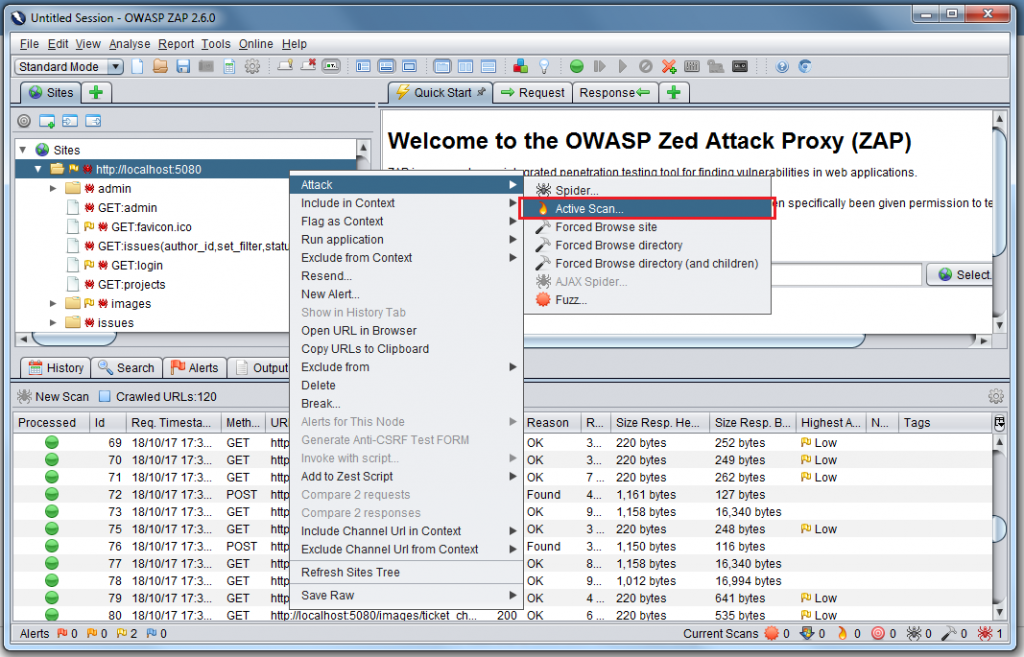 Untitled Session - OWASP ZAP 2.6.0
File Edit View Analyse Report Tools Online Help
Standard Mode
Sites
Quick Start
Request
Response
Sites
http://localhost:5080
admin
GET:admin
GET:favicon.ico
GET:issues(author_id,set_filter,statu
GET:login
GET:projects
images
issues
Welcome to the OWASP Zed Attack Proxy (ZAP)
integrated penetration testing tool for finding vulnerabilities in web applications.
en specifically been given permission to te
Select.
Attack
Include in Context
Flag as Context
Run application
Exclude from Context
Resend...
New Alert...
Show in History Tab
Open URL in Browser
Copy URLs to Clipboard
Exclude from
Delete
Break...
Alerts for This Node
Generate Anti-CSRF Test FORM
Invoke with script...
Add to Zest Script
Compare 2 requests
Compare 2 responses
Include Channel Url in Context
Exclude Channel Url from Context
Refresh Sites Tree
Save Raw
Spider...
Active Scan...
Forced Browse site
Forced Browse directory
Forced Browse directory (and children)
AJAX Spider...
Fuzz...
History
Search
Alerts
Output
New Scan Crawled URLs:120
Processed Id Req. Timesta... Meth... URI Reason R... Size Resp. He... Size Resp. B... Highest A... N... Tags
69 18/10/17 17:3... GET http OK 3... 220 bytes 252 bytes Low
70 18/10/17 17:3... GET http OK 3... 220 bytes 249 bytes Low
71 18/10/17 17:3... GET http OK 7... 220 bytes 262 bytes Low
72 18/10/17 17:3... POST http Found 4... 1,161 bytes 127 bytes
73 18/10/17 17:3... GET http OK 9... 1,158 bytes 16,340 bytes
75 18/10/17 17:3... GET http OK 3... 220 bytes 248 bytes Low
76 18/10/17 17:3... POST http Found 3... 1,150 bytes 116 bytes
77 18/10/17 17:3... GET http OK 8... 1,158 bytes 16,340 bytes
78 18/10/17 17:3... GET http OK 9... 1,012 bytes 16,994 bytes
79 18/10/17 17:3... GET http OK 4... 220 bytes 641 bytes Low
80 18/10/17 17:3... GET http://localhost:5080/images/ticket_ch... 200 OK 6... 220 bytes 535 bytes Low
Alerts 0 0 2 0 Current Scans 0 0 0 0 0 0 1